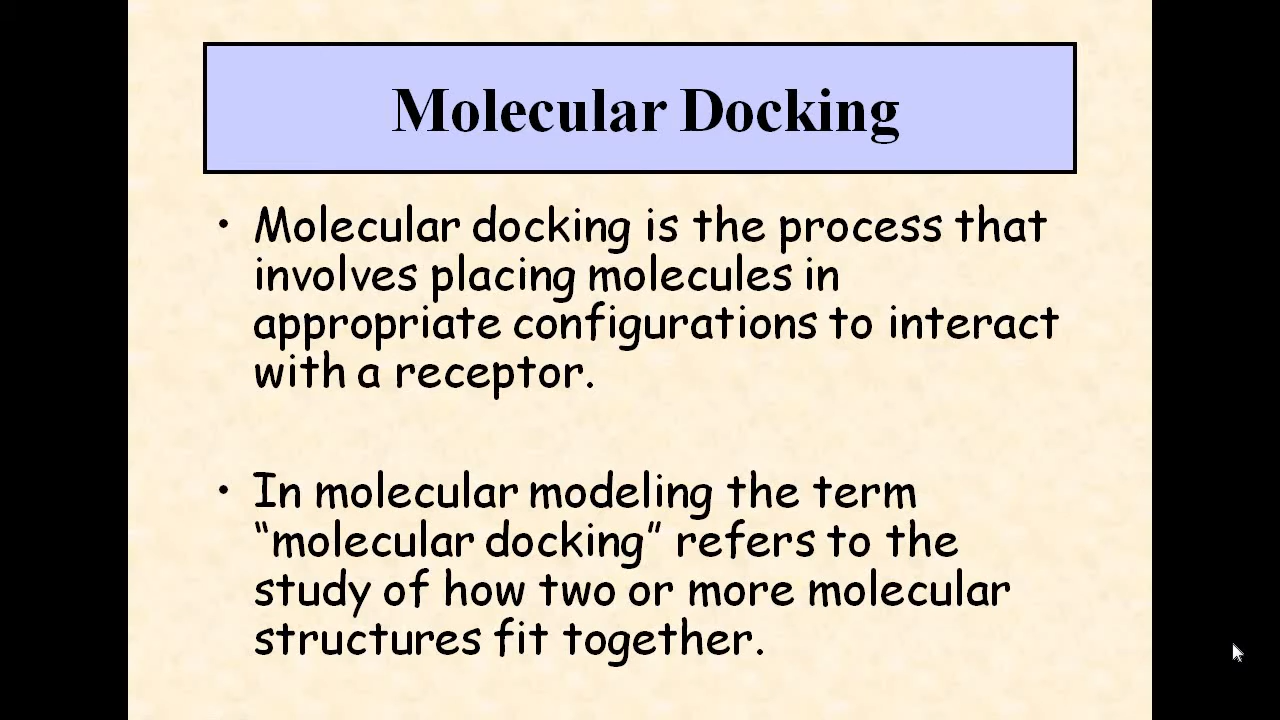 Molecular Docking
• Molecular docking is the process that
involves placing molecules in
appropriate configurations to interact
with a receptor.
• In molecular modeling the term
“molecular docking” refers to the
study of how two or more molecular
structures fit together.